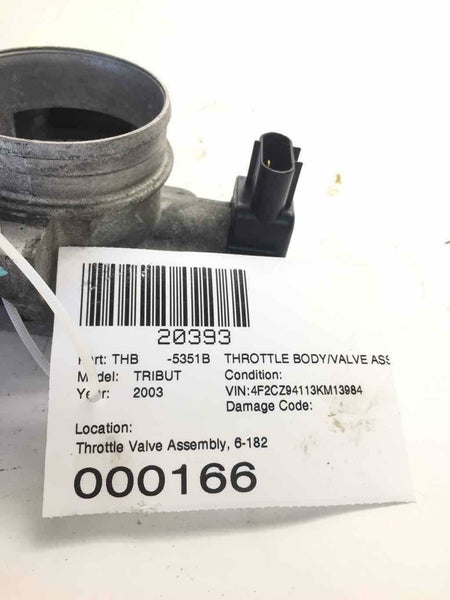 20393
Part: THB -5351B THROTTLE BODY/VALVE ASS
Model: TRIBUT Condition:
Year: 2003 VIN:4F2CZ94113KM13984
Damage Code:
Location:
Throttle Valve Assembly, 6-182
000166